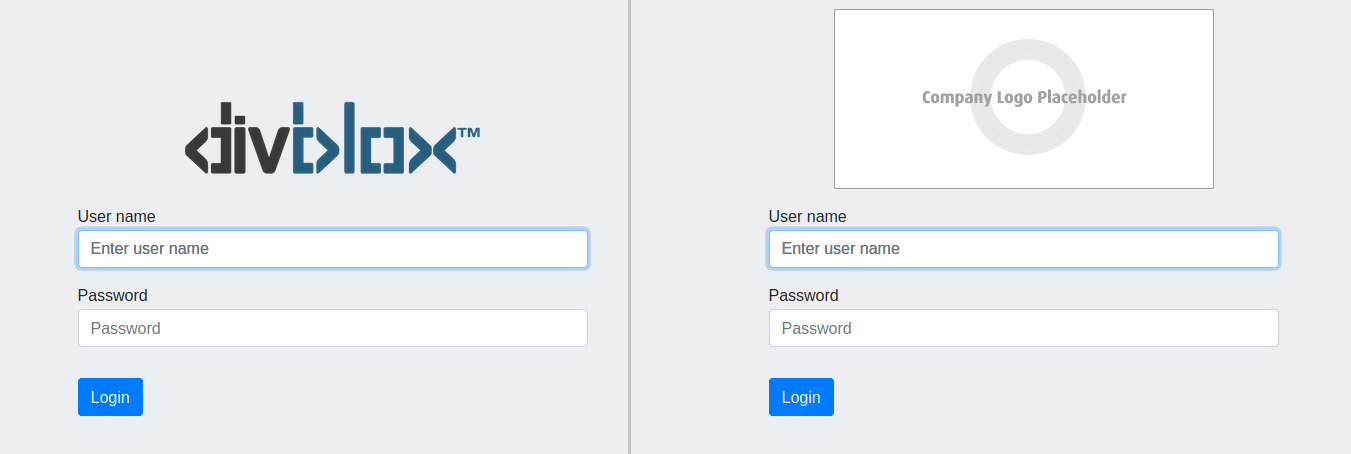 <divblox>™
User name
Enter user name
Password
Password
Login
Company Logo Placeholder
User name
Enter user name
Password
Password
Login